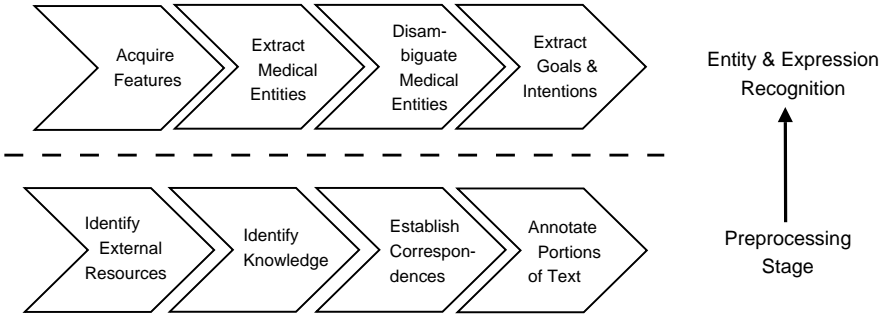 Acquire
Features
Extract
Medical
Entities
Disam-
biguate
Medical
Entities
Extract
Goals &
Intentions
Entity & Expression
Recognition
Identify
External
Resources
Identify
Knowledge
Establish
Correspon-
dences
Annotate
Portions
of Text
Preprocessing
Stage